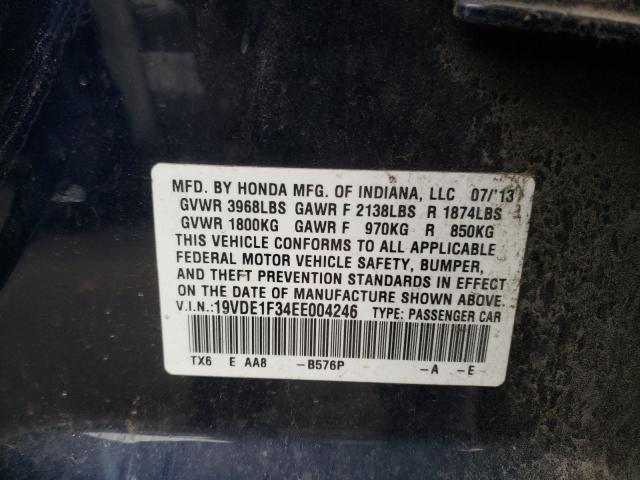 MFD. BY HONDA MFG. OF INDIANA, LLC 07/'13
GVWR 3968LBS GAWR F 2138LBS R 1874LBS
GVWR 1800KG GAWR F 970KG R 850KG
THIS VEHICLE CONFORMS TO ALL APPLICABLE
FEDERAL MOTOR VEHICLE SAFETY, BUMPER,
AND THEFT PREVENTION STANDARDS IN EFFECT
ON THE DATE OF MANUFACTURE SHOWN ABOVE.
V.I.N.:19VDE1F34EE004246 TYPE: PASSENGER CAR
TX6 E AA8 -B576P -A -E-